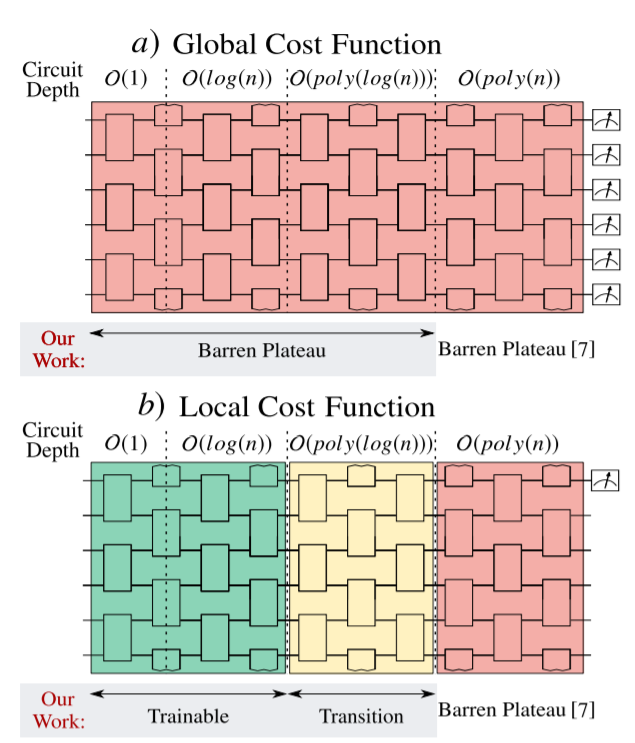 a) Global Cost Function
Circuit Depth O(1) O(log(n)) O(poly(log(n))) O(poly(n))
Our Work: Barren Plateau Barren Plateau [7]
b) Local Cost Function
Circuit Depth O(1) O(log(n)) O(poly(log(n))) O(poly(n))
Our Work: Trainable Transition Barren Plateau [7]